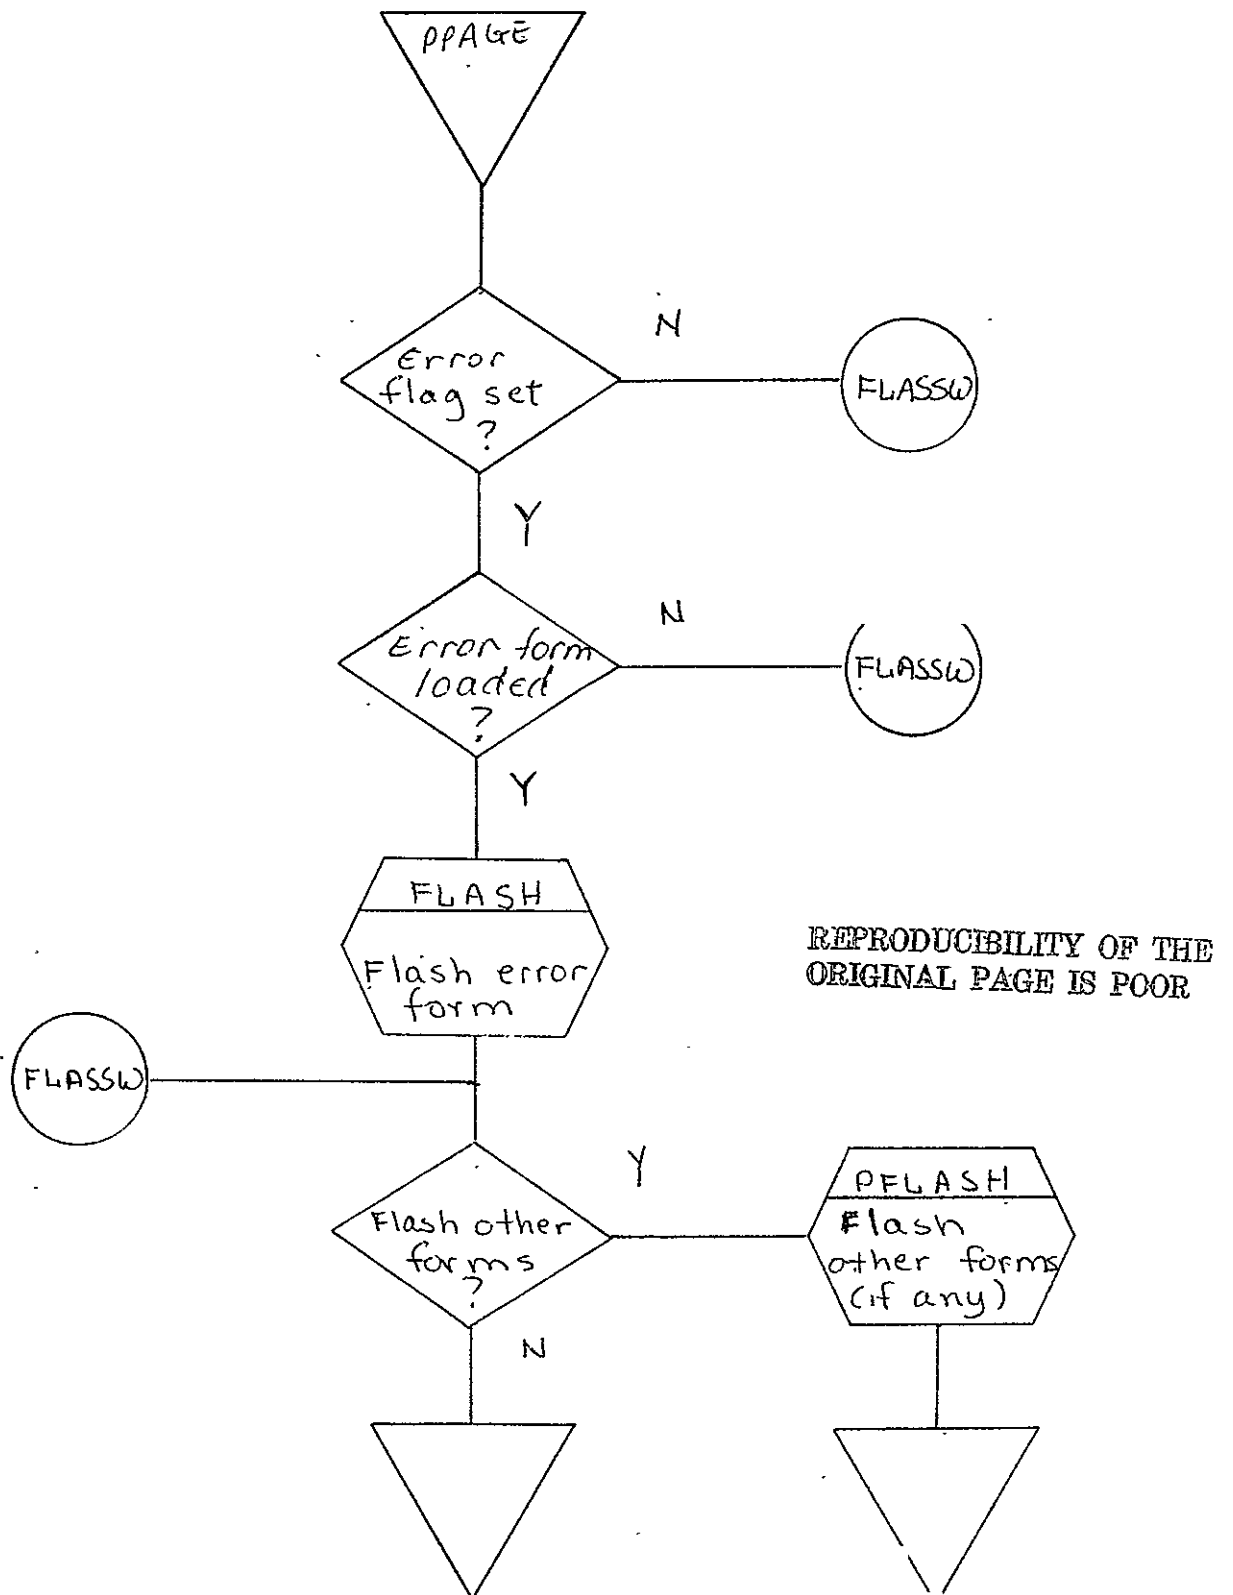 PPAGE
N
Error
flag set
?
FLASSW
Y
N
Error form
loaded
?
FLASSW
Y
FLASH
Flash error
form
REPRODUCIBILITY OF THE
ORIGINAL PAGE IS POOR
FLASSW
Y
Flash other
forms
?
PFLASH
Flash
other forms
(if any)
N